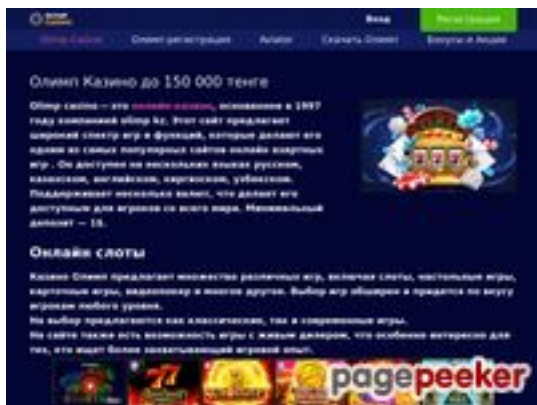 OLIMP CASINO
Вход
Регистрация
Olimp Casino
Олимп регистрация
Aviator
Скачать Олимп
Бонусы и Акции
Олимп Казино до 150 000 тенге
Olimp casino — это онлайн-казино, основанное в 1997
году компанией olimp kz. Этот сайт предлагает
широкий спектр игр и функций, которые делают его
одним из самых популярных сайтов онлайн азартных
игр . Он доступен на нескольких языках русском,
казахском, английском, киргизском, узбекском.
Поддерживает несколько валют, что делает его
доступным для игроков со всего мира. Минимальный
депозит — 1$.
777
Онлайн слоты
Казино Олимп предлагает множество различных игр, включая слоты, настольные игры,
карточные игры, видеопокер и многое другое. Выбор игр обширен и придется по вкусу
игрокам любого уровня.
На выбор предлагаются как классические, так и современные игры.
На сайте также есть возможность игры с живым дилером, что особенно интересно для
тех, кто ищет более захватывающий игровой опыт.
pagepeeker